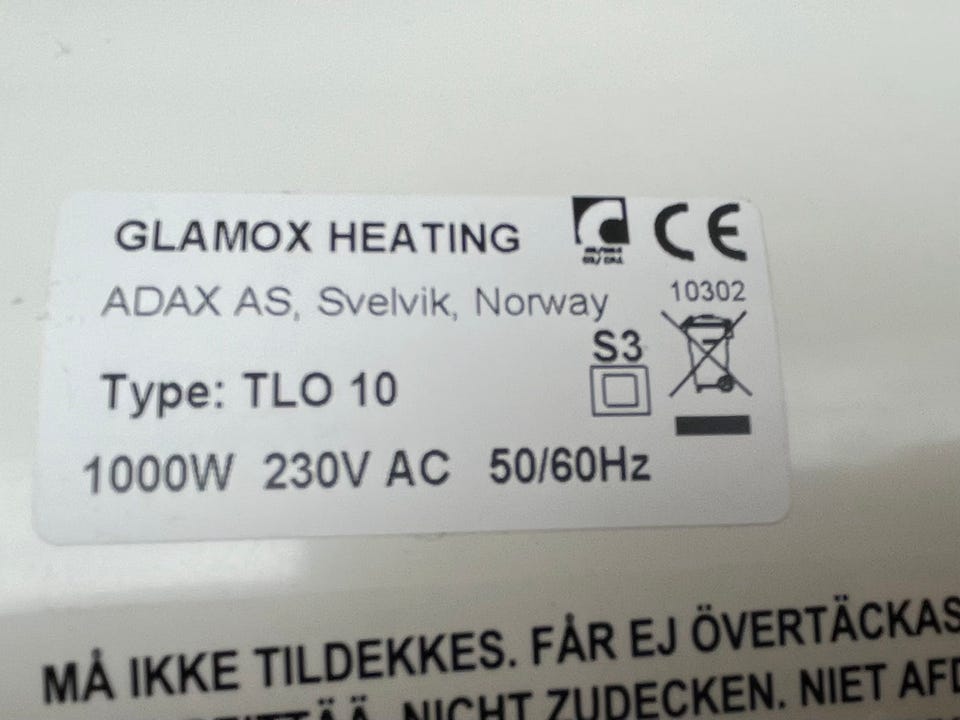 GLAMOX HEATING
CE
ADAX AS, Svelvik, Norway
10302
S3
Type: TLO 10
1000W 230V AC 50/60Hz
MÅ IKKE TILDEKKES. FÅR EJ ÖVERTÄCKAS
NICHT ZUDECKEN. NIET